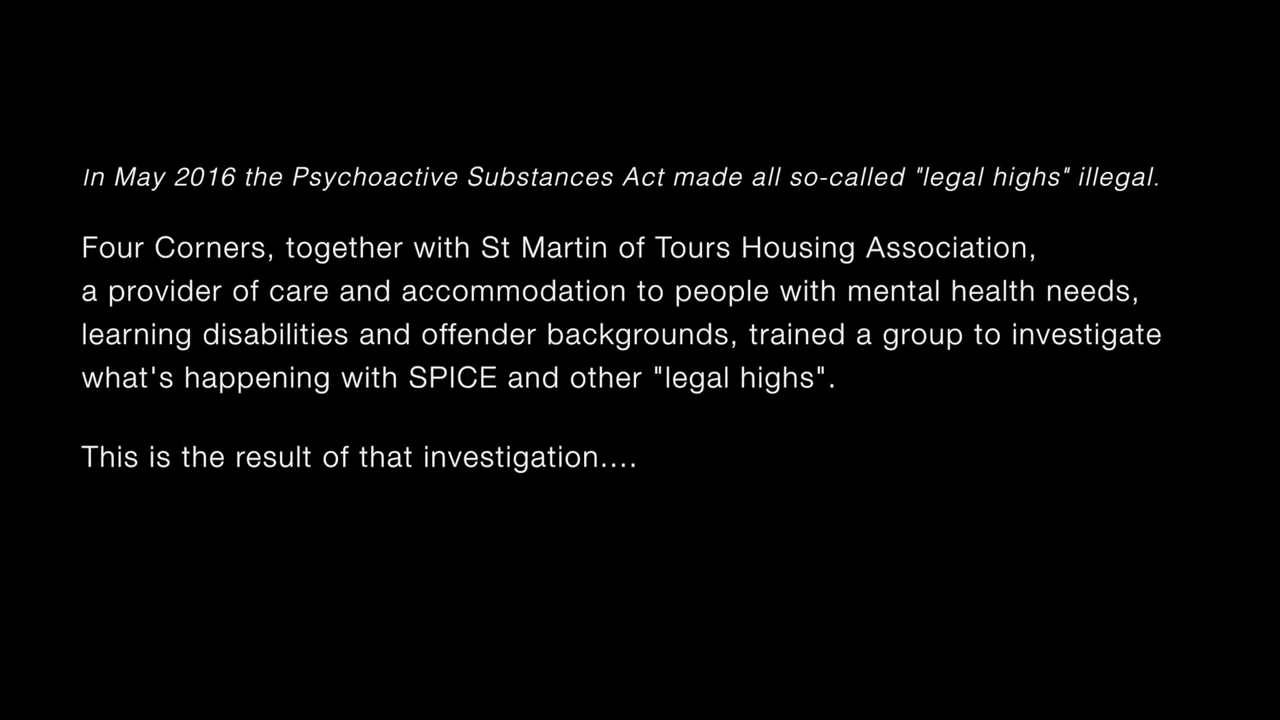 In May 2016 the Psychoactive Substances Act made all so-called "legal highs" illegal.
Four Corners, together with St Martin of Tours Housing Association,
a provider of care and accommodation to people with mental health needs,
learning disabilities and offender backgrounds, trained a group to investigate
what's happening with SPICE and other "legal highs".
This is the result of that investigation....